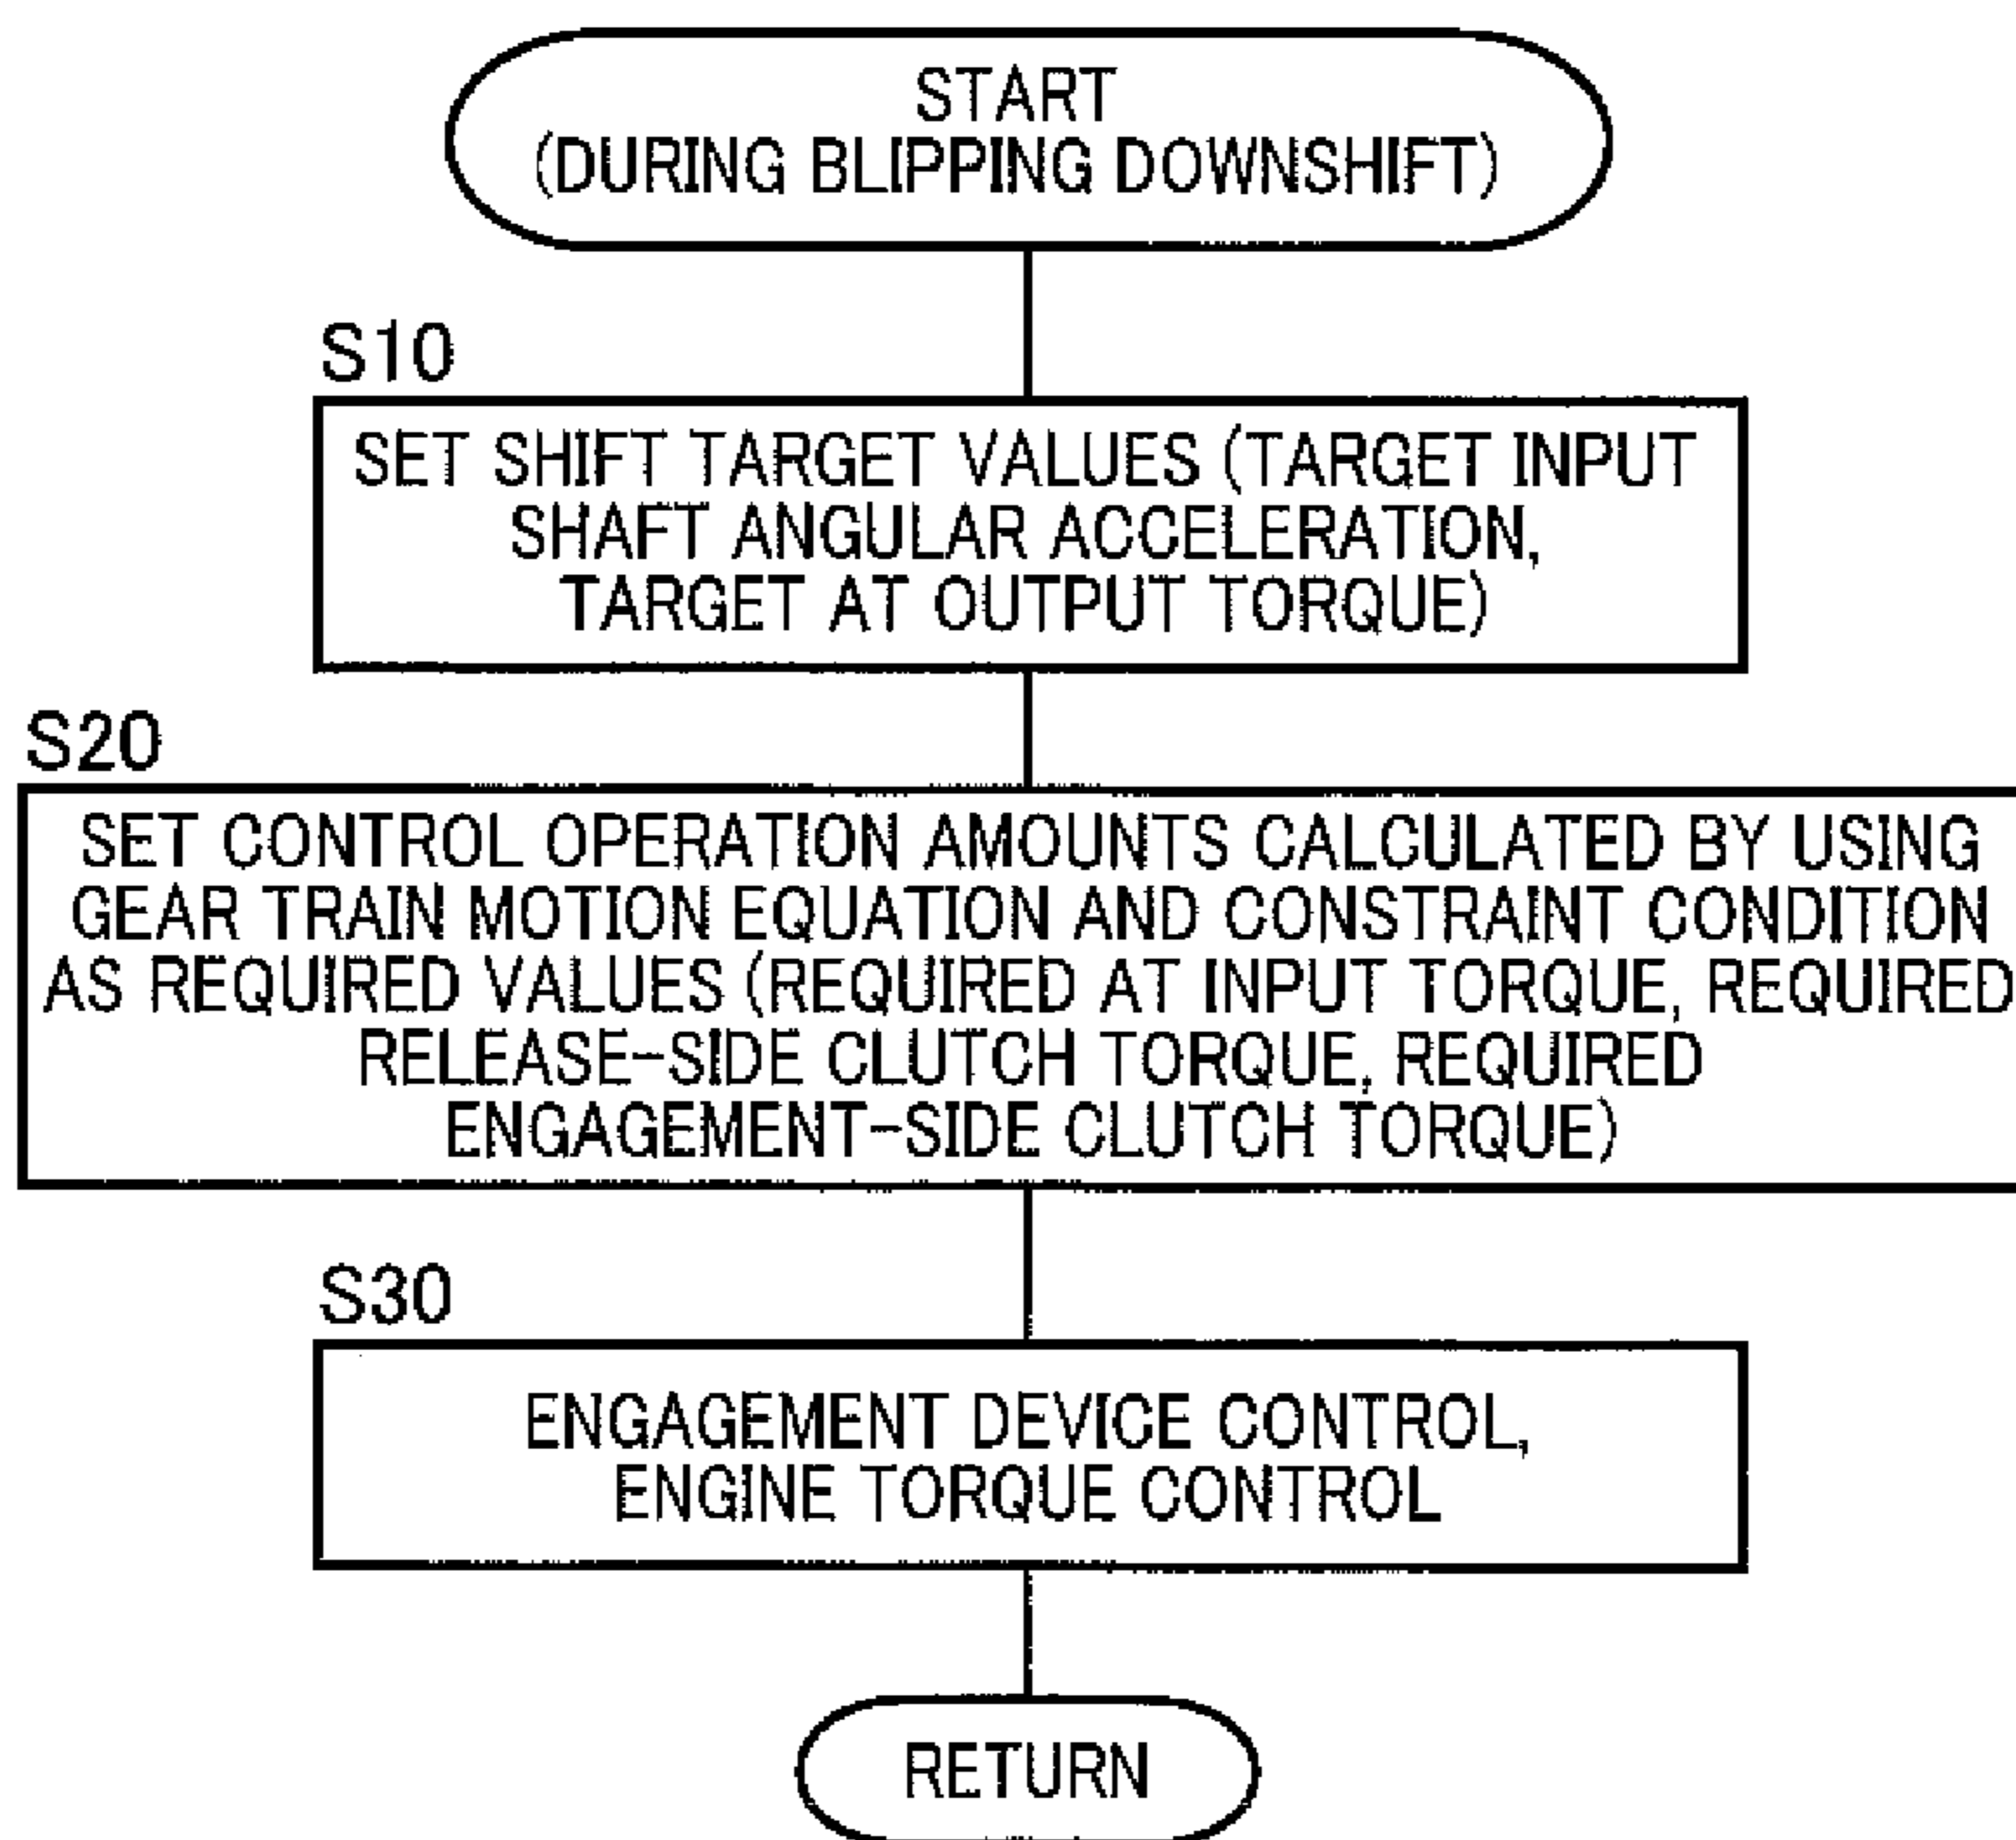 START
(DURING BLIPPING DOWNSHIFT)
S10
SET SHIFT TARGET VALUES (TARGET INPUT
SHAFT ANGULAR ACCELERATION,
TARGET AT OUTPUT TORQUE)
S20
SET CONTROL OPERATION AMOUNTS CALCULATED BY USING
GEAR TRAIN MOTION EQUATION AND CONSTRAINT CONDITION
AS REQUIRED VALUES (REQUIRED AT INPUT TORQUE, REQUIRED
RELEASE-SIDE CLUTCH TORQUE, REQUIRED
ENGAGEMENT-SIDE CLUTCH TORQUE)
S30
ENGAGEMENT DEVICE CONTROL,
ENGINE TORQUE CONTROL
RETURN